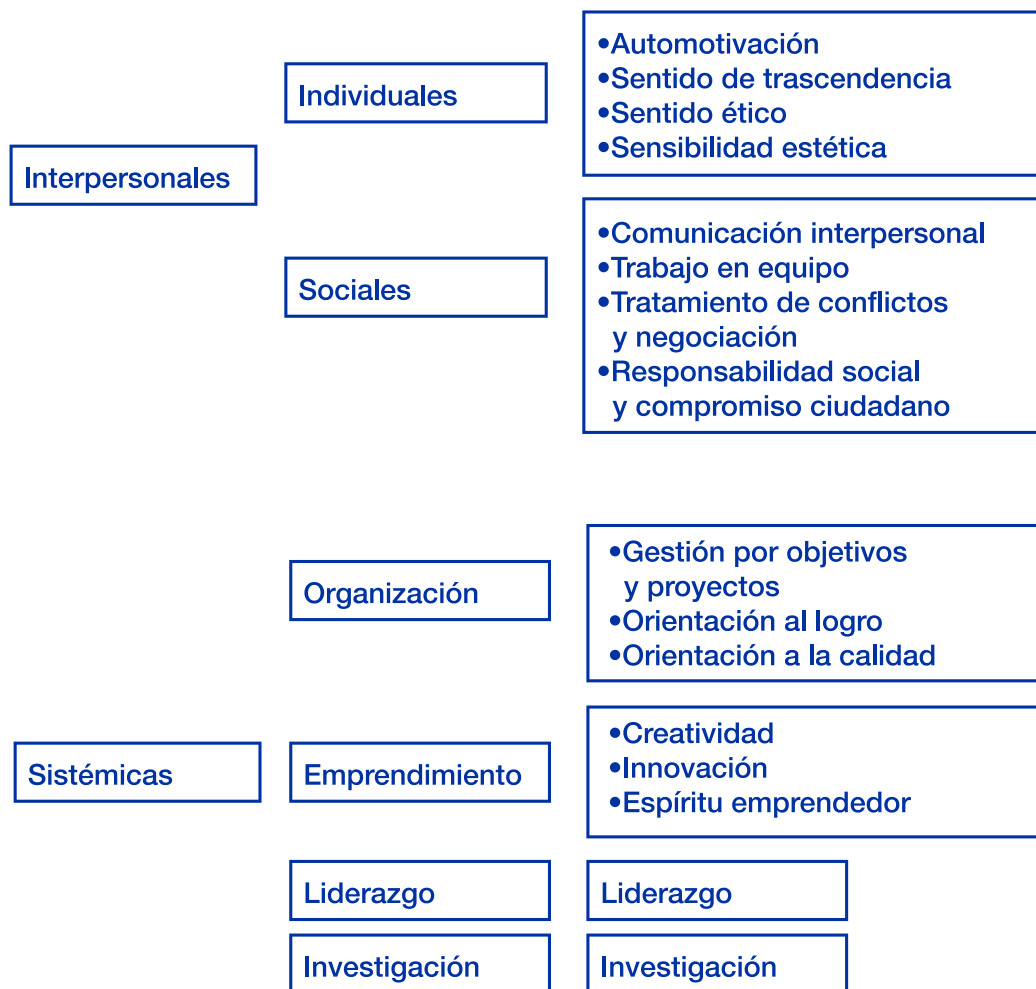 Interpersonales
Individuales
•Automotivación
•Sentido de trascendencia
•Sentido ético
•Sensibilidad estética
Sociales
•Comunicación interpersonal
•Trabajo en equipo
•Tratamiento de conflictos
y negociación
•Responsabilidad social
y compromiso ciudadano
Sistémicas
Organización
•Gestión por objetivos
y proyectos
•Orientación al logro
•Orientación a la calidad
Emprendimiento
•Creatividad
•Innovación
•Espíritu emprendedor
Liderazgo
Liderazgo
Investigación
Investigación